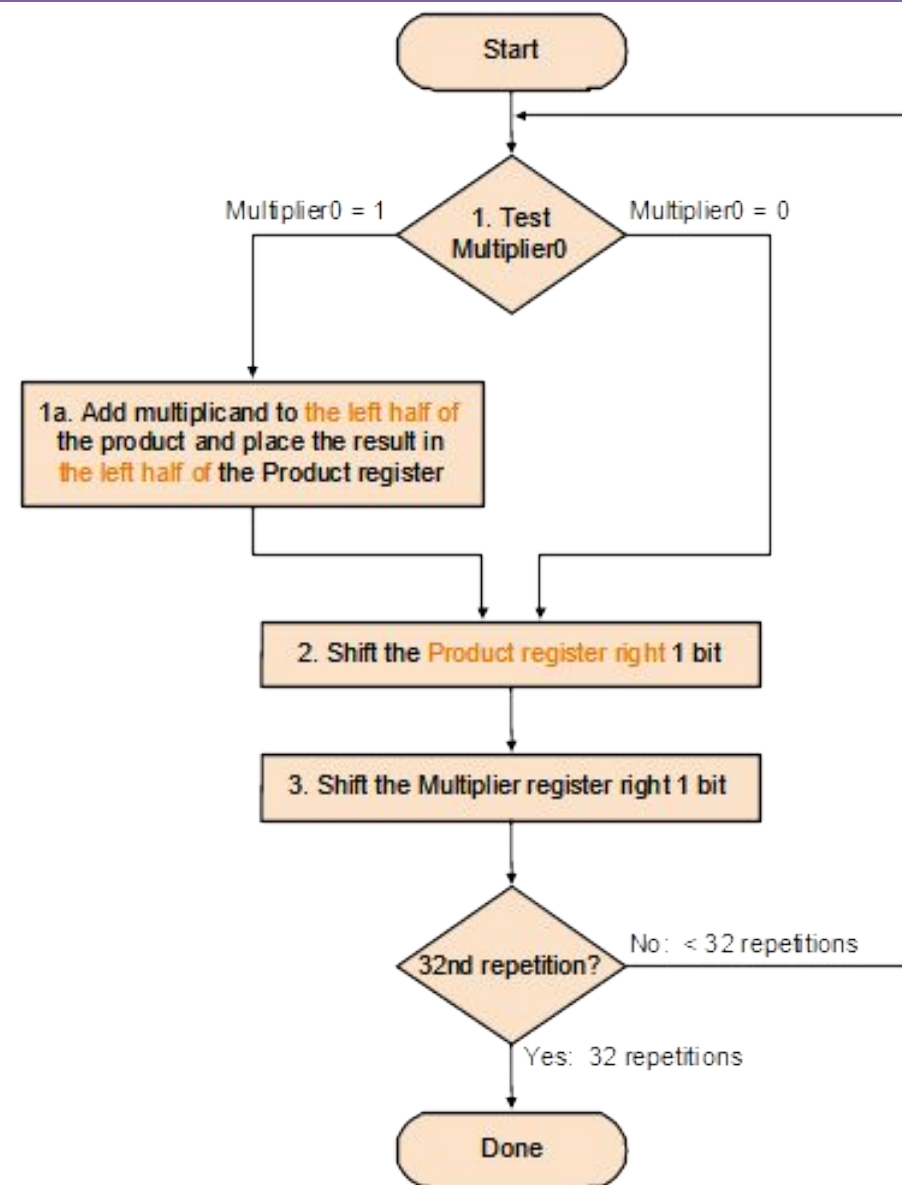 Start
Multiplier0 = 1
1. Test
Multiplier0
Multiplier0 = 0
1a. Add multiplicand to the left half of
the product and place the result in
the left half of the Product register
2. Shift the Product register right 1 bit
3. Shift the Multiplier register right 1 bit
32nd repetition?
No: < 32 repetitions
Yes: 32 repetitions
Done